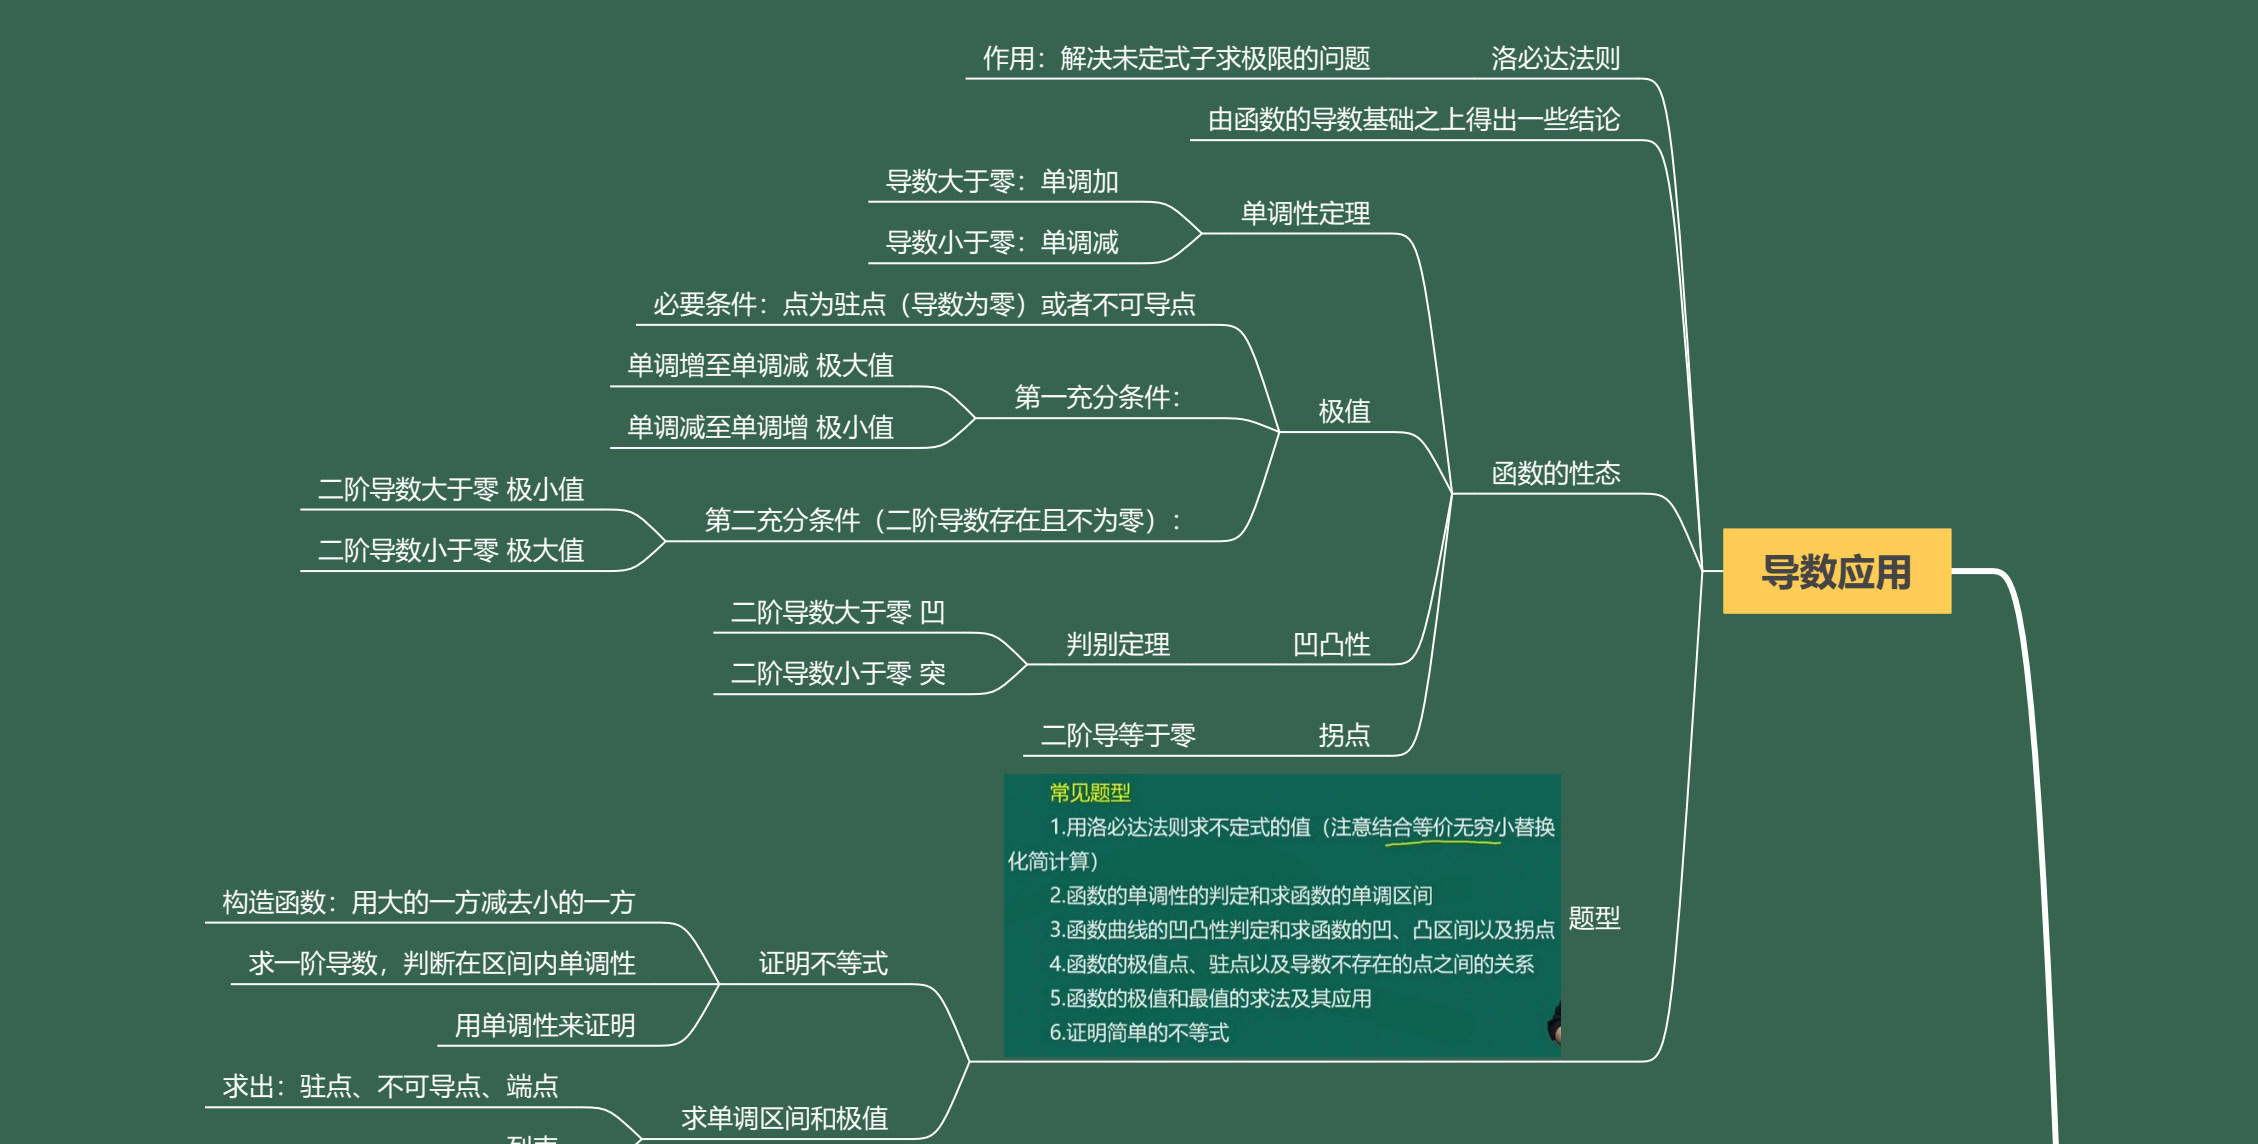 作用：解决未定式子求极限的问题
洛必达法则
由函数的导数基础之上得出一些结论
导数大于零：单调加
导数小于零：单调减
单调性定理
必要条件：点为驻点（导数为零）或者不可导点
单调增至单调减 极大值
单调减至单调增 极小值
第一充分条件：
极值
二阶导数大于零 极小值
二阶导数小于零 极大值
第二充分条件（二阶导数存在且不为零）：
函数的性态
导数应用
二阶导数大于零 凹
二阶导数小于零 突
判别定理
凹凸性
二阶导等于零
拐点
常见题型
1.用洛必达法则求不定式的值（注意结合等价无穷小替换
化简计算）
2.函数的单调性的判定和求函数的单调区间
3.函数曲线的凹凸性判定和求函数的凹、凸区间以及拐点
4.函数的极值点、驻点以及导数不存在的点之间的关系
5.函数的极值和最值的求法及其应用
6.证明简单的不等式
题型
构造函数：用大的一方减去小的一方
求一阶导数，判断在区间内单调性
用单调性来证明
证明不等式
求出：驻点、不可导点、端点
求单调区间和极值